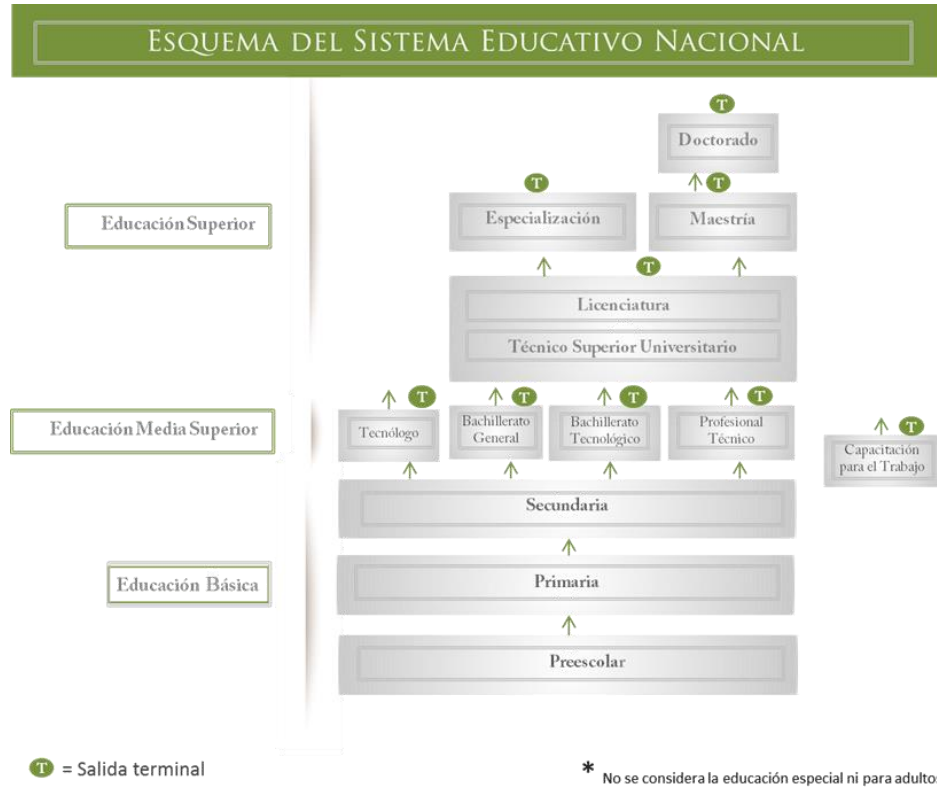 ESQUEMA DEL SISTEMA EDUCATIVO NACIONAL
T
Doctorado
T
T
Educación Superior
Especialización
Maestría
T
Licenciatura
Técnico Superior Universitario
T
T
T
T
Educación Media Superior
Tecnólogo
Bachillerato
General
Bachillerato
Tecnológico
Profesional
Técnico
T
Capacitación
para el Trabajo
Secundaria
Educación Básica
Primaria
Preescolar
T = Salida terminal
* No se considera la educación especial ni para adultos